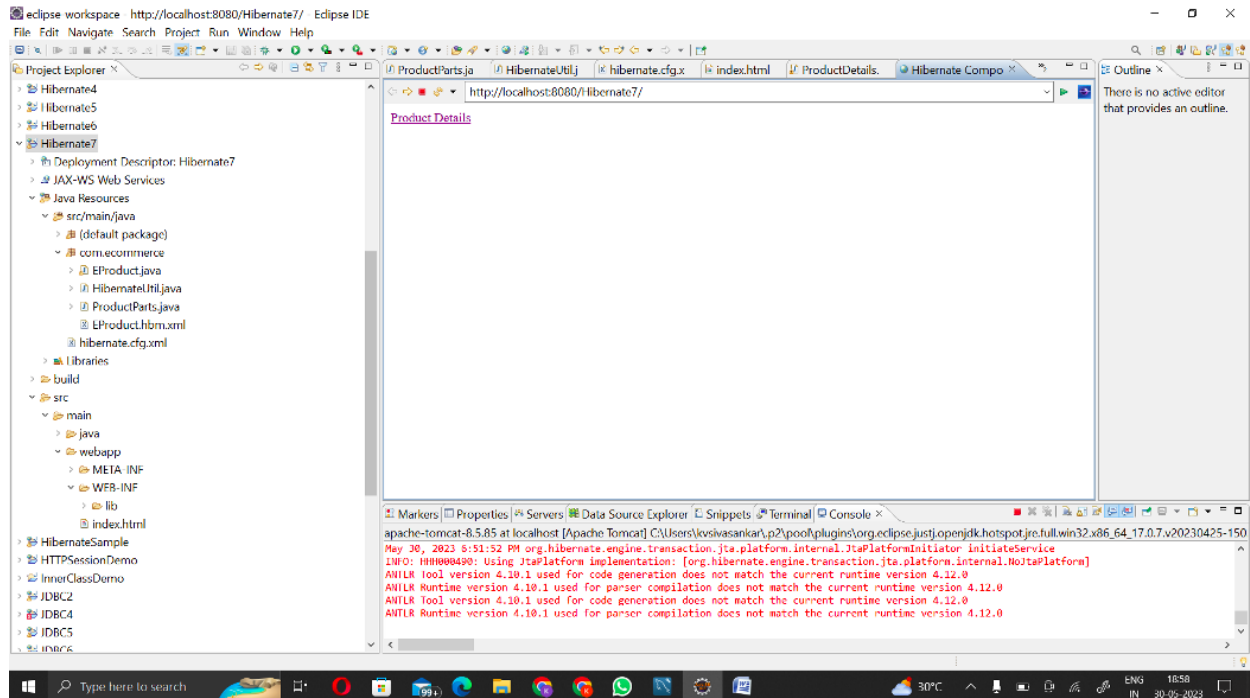 eclipse workspace - http://localhost:8080/Hibernate7/ - Eclipse IDE
File Edit Navigate Search Project Run Window Help
Project Explorer
Hibernate4
Hibernate5
Hibernate6
Hibernate7
Deployment Descriptor: Hibernate7
JAX-WS Web Services
Java Resources
src/main/java
(default package)
com.ecommerce
EProduct.java
HibernateUtil.java
ProductParts.java
EProduct.hbm.xml
hibernate.cfg.xml
Libraries
build
src
main
java
webapp
META-INF
WEB-INF
lib
index.html
HibernateSample
HTTPSessionDemo
InnerClassDemo
JDBC2
JDBC4
JDBC5
JDBC6
ProductParts.ja HibernateUtil.j hibernate.cfg.x index.html ProductDetails. Hibernate Compo
http://localhost:8080/Hibernate7/
Product Details
Outline
There is no active editor
that provides an outline.
Markers Properties Servers Data Source Explorer Snippets Terminal Console
apache-tomcat-8.5.85 at localhost [Apache Tomcat] C:\Users\kvsivasankar\.p2\pool\plugins\org.eclipse.justj.openjdk.hotspot.jre.full.win32.x86_64_17.0.7.v20230425-150
May 30, 2023 6:51:52 PM org.hibernate.engine.transaction.jta.platform.internal.JtaPlatformInitiator initiateService
INFO: HHH000490: Using JtaPlatform implementation: [org.hibernate.engine.transaction.jta.platform.internal.NoJtaPlatform]
ANTLR Tool version 4.10.1 used for code generation does not match the current runtime version 4.12.0
ANTLR Runtime version 4.10.1 used for parser compilation does not match the current runtime version 4.12.0
ANTLR Tool version 4.10.1 used for code generation does not match the current runtime version 4.12.0
ANTLR Runtime version 4.10.1 used for parser compilation does not match the current runtime version 4.12.0
Type here to search
99+
30°C
ENG
IN
18:58
30-05-2023